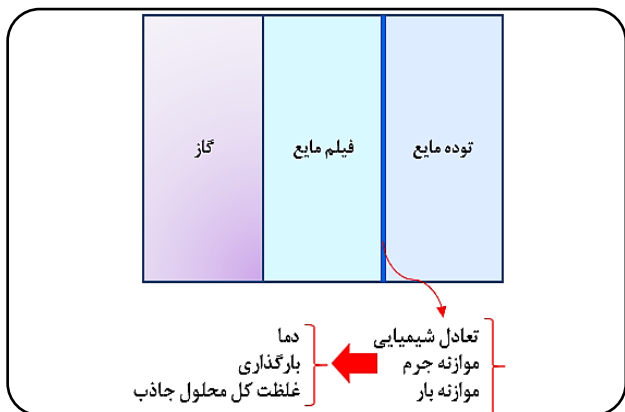 توده مایع
فیلم مایع
گاز
تعادل شیمیایی
موازنه جرم
موازنه بار
دما
بارگذاری
غلظت کل محلول جاذب